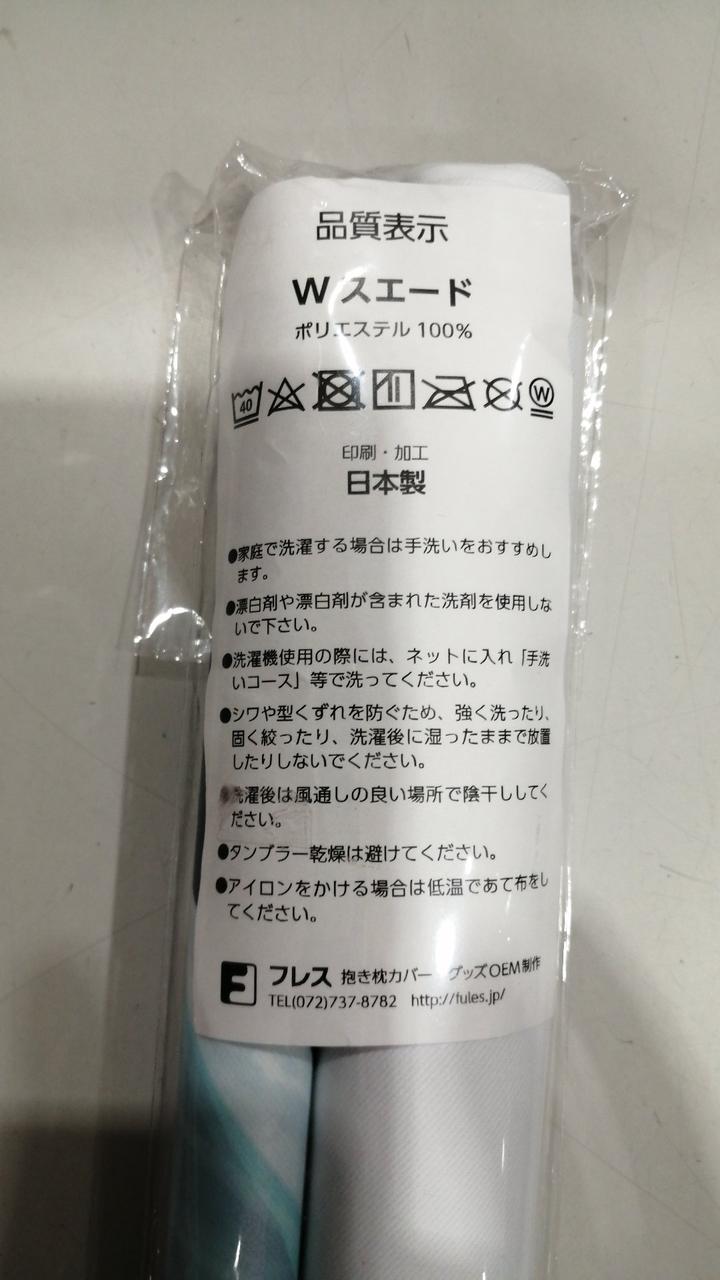 品質表示
W スエード
ポリエステル 100%
40
W
印刷・加工
日本製
●家庭で洗濯する場合は手洗いをおすすめし
ます。
●漂白剤や漂白剤が含まれた洗剤を使用しな
いで下さい。
●洗濯機使用の際には、ネットに入れ「手洗
いコース」等で洗ってください。
●シワや型くずれを防ぐため、強く洗ったり、
固く絞ったり、洗濯後に湿ったままで放置
したりしないでください。
●洗濯後は風通しの良い場所で陰干ししてく
ださい。
●タンブラー乾燥は避けてください。
●アイロンをかける場合は低温であて布をし
てください。
フレス 抱き枕カバー・グッズOEM制作
TEL(072)737-8782 http://fules.jp/